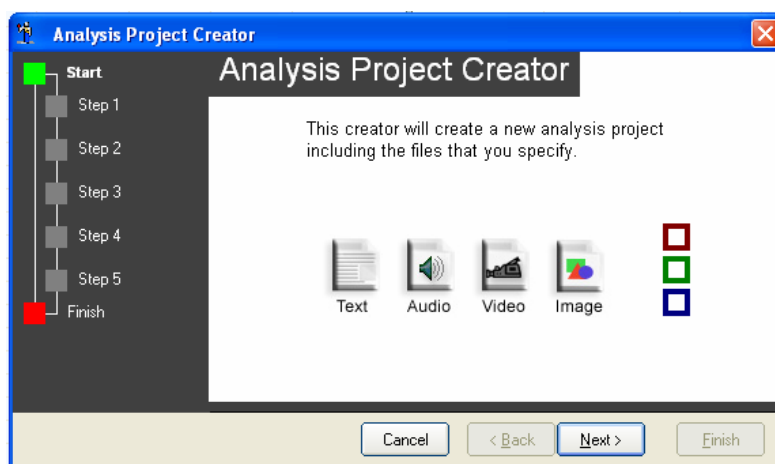 Analysis Project Creator
Start
Step 1
Step 2
Step 3
Step 4
Step 5
Finish
Analysis Project Creator
This creator will create a new analysis project
including the files that you specify.
Text Audio Video Image
Cancel < Back Next > Finish